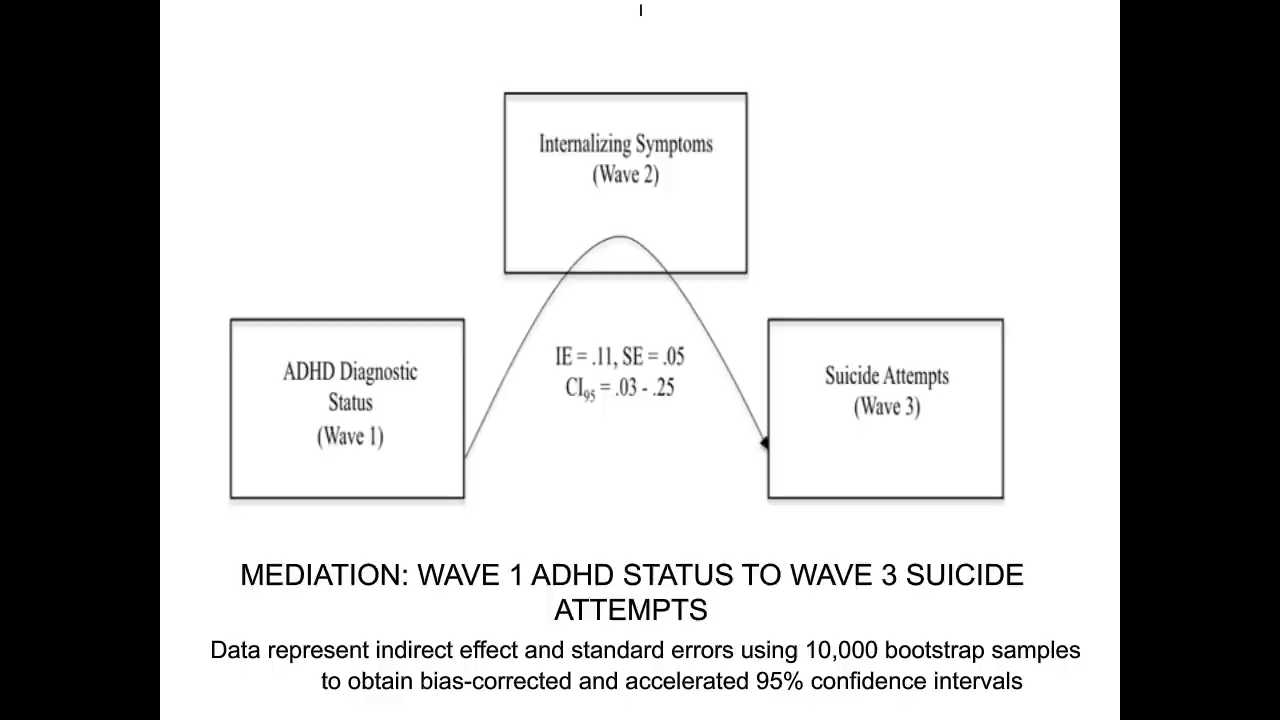 Internalizing Symptoms
(Wave 2)
ADHD Diagnostic
Status
(Wave 1)
IE = .11, SE = .05
CI95 = .03 - .25
Suicide Attempts
(Wave 3)
MEDIATION: WAVE 1 ADHD STATUS TO WAVE 3 SUICIDE
ATTEMPTS
Data represent indirect effect and standard errors using 10,000 bootstrap samples
to obtain bias-corrected and accelerated 95% confidence intervals